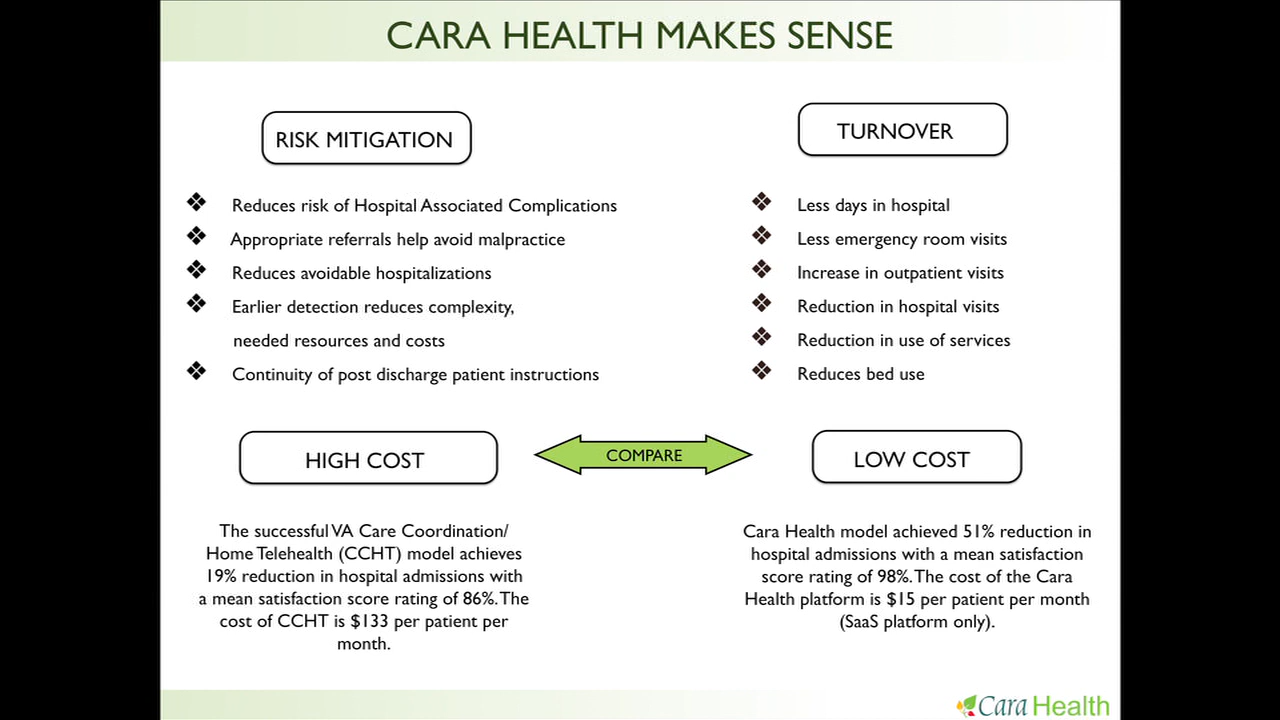 CARA HEALTH MAKES SENSE
RISK MITIGATION
Reduces risk of Hospital Associated Complications
Appropriate referrals help avoid malpractice
Reduces avoidable hospitalizations
Earlier detection reduces complexity,
needed resources and costs
Continuity of post discharge patient instructions
TURNOVER
Less days in hospital
Less emergency room visits
Increase in outpatient visits
Reduction in hospital visits
Reduction in use of services
Reduces bed use
HIGH COST
COMPARE
LOW COST
The successful VA Care Coordination/
Home Telehealth (CCHT) model achieves
19% reduction in hospital admissions with
a mean satisfaction score rating of 86%. The
cost of CCHT is $133 per patient per
month.
Cara Health model achieved 51% reduction in
hospital admissions with a mean satisfaction
score rating of 98%. The cost of the Cara
Health platform is $15 per patient per month
(SaaS platform only).
Cara Health